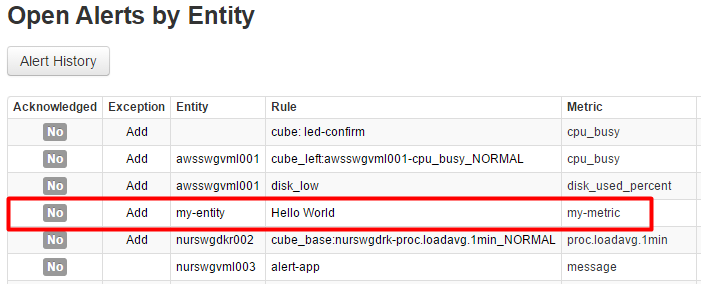 Open Alerts by Entity
Alert History
Acknowledged Exception Entity Rule Metric
No Add cube: led-confirm cpu_busy
No Add awsswgvml001 cube_left:awsswgvml001-cpu_busy_NORMAL cpu_busy
No Add awsswgvml001 disk_low disk_used_percent
No Add my-entity Hello World my-metric
No Add nurswgdkr002 cube_base:nurswgdrk-proc.loadavg.1min_NORMAL proc.loadavg.1min
No nurswgvml003 alert-app message